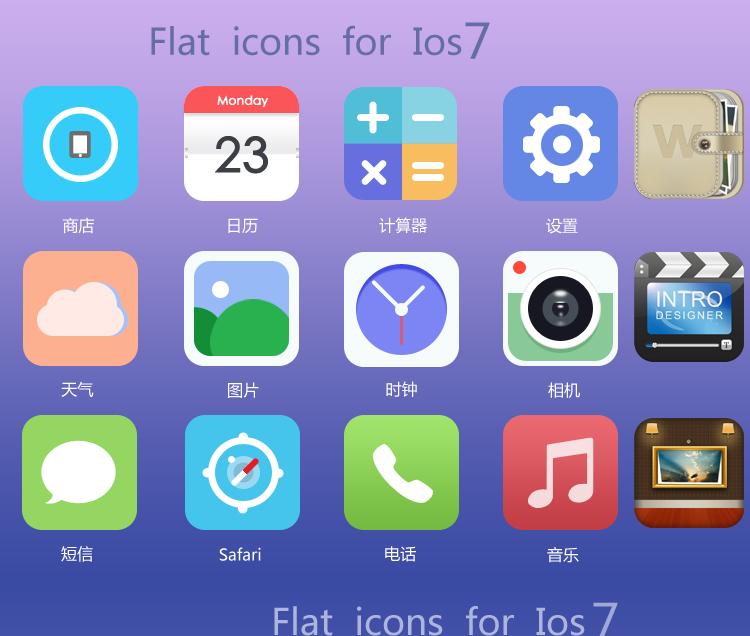 Flat icons for Ios7
Monday
23
W
商店
日历
计算器
设置
INTRO
DESIGNER
天气
图片
时钟
相机
短信
Safari
电话
音乐
Flat icons for Ios7